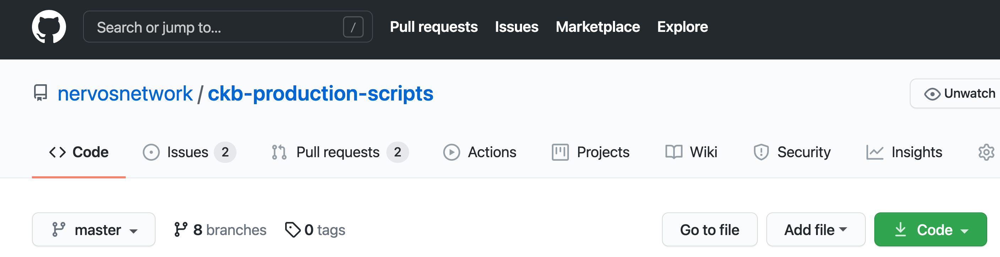 Search or jump to... / Pull requests Issues Marketplace Explore
nervosnetwork / ckb-production-scripts Unwatch
Code Issues 2 Pull requests 2 Actions Projects Wiki Security Insights
master 8 branches 0 tags Go to file Add file Code